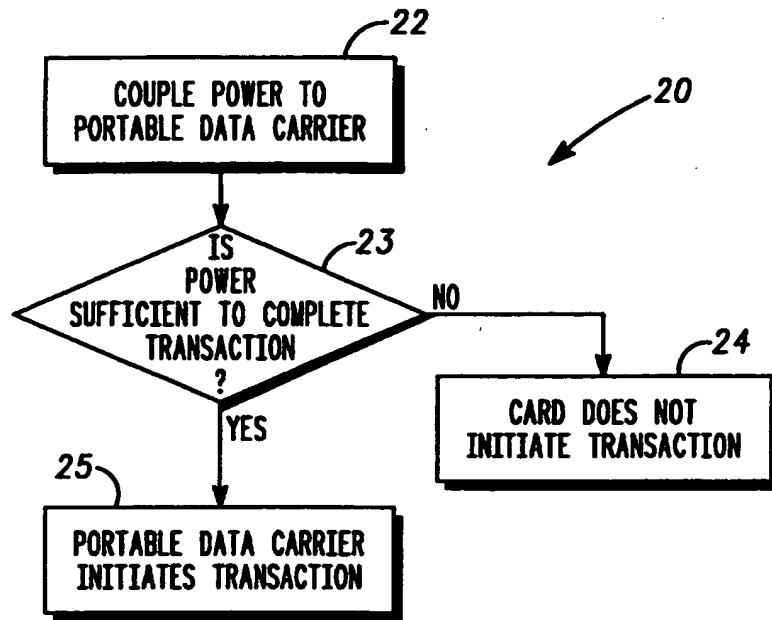 22
COUPLE POWER TO
PORTABLE DATA CARRIER
20
23
IS
POWER
SUFFICIENT TO COMPLETE
TRANSACTION
?
NO
YES
24
CARD DOES NOT
INITIATE TRANSACTION
25
PORTABLE DATA CARRIER
INITIATES TRANSACTION